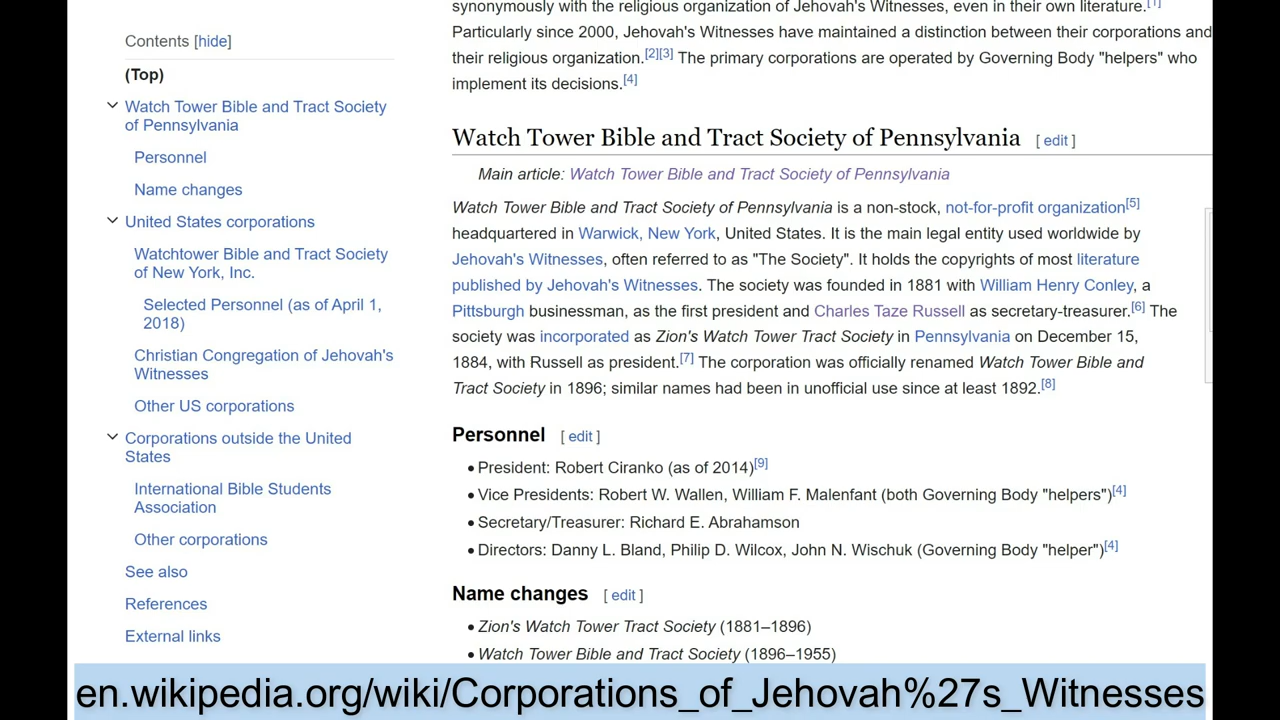 Contents [hide]
(Top)
Watch Tower Bible and Tract Society
of Pennsylvania
Personnel
Name changes
United States corporations
Watchtower Bible and Tract Society
of New York, Inc.
Selected Personnel (as of April 1,
2018)
Christian Congregation of Jehovah's
Witnesses
Other US corporations
Corporations outside the United
States
International Bible Students
Association
Other corporations
See also
References
External links
synonymously with the religious organization of Jehovah's Witnesses, even in their own literature.[1]
Particularly since 2000, Jehovah's Witnesses have maintained a distinction between their corporations and
their religious organization.[2][3] The primary corporations are operated by Governing Body "helpers" who
implement its decisions.[4]
Watch Tower Bible and Tract Society of Pennsylvania [ edit ]
Main article: Watch Tower Bible and Tract Society of Pennsylvania
Watch Tower Bible and Tract Society of Pennsylvania is a non-stock, not-for-profit organization[5]
headquartered in Warwick, New York, United States. It is the main legal entity used worldwide by
Jehovah's Witnesses, often referred to as "The Society". It holds the copyrights of most literature
published by Jehovah's Witnesses. The society was founded in 1881 with William Henry Conley, a
Pittsburgh businessman, as the first president and Charles Taze Russell as secretary-treasurer.[6] The
society was incorporated as Zion's Watch Tower Tract Society in Pennsylvania on December 15,
1884, with Russell as president.[7] The corporation was officially renamed Watch Tower Bible and
Tract Society in 1896; similar names had been in unofficial use since at least 1892.[8]
Personnel [ edit ]
• President: Robert Ciranko (as of 2014)[9]
• Vice Presidents: Robert W. Wallen, William F. Malenfant (both Governing Body "helpers")[4]
• Secretary/Treasurer: Richard E. Abrahamson
• Directors: Danny L. Bland, Philip D. Wilcox, John N. Wischuk (Governing Body "helper")[4]
Name changes [ edit ]
• Zion's Watch Tower Tract Society (1881–1896)
• Watch Tower Bible and Tract Society (1896–1955)
en.wikipedia.org/wiki/Corporations_of_Jehovah%27s_Witnesses